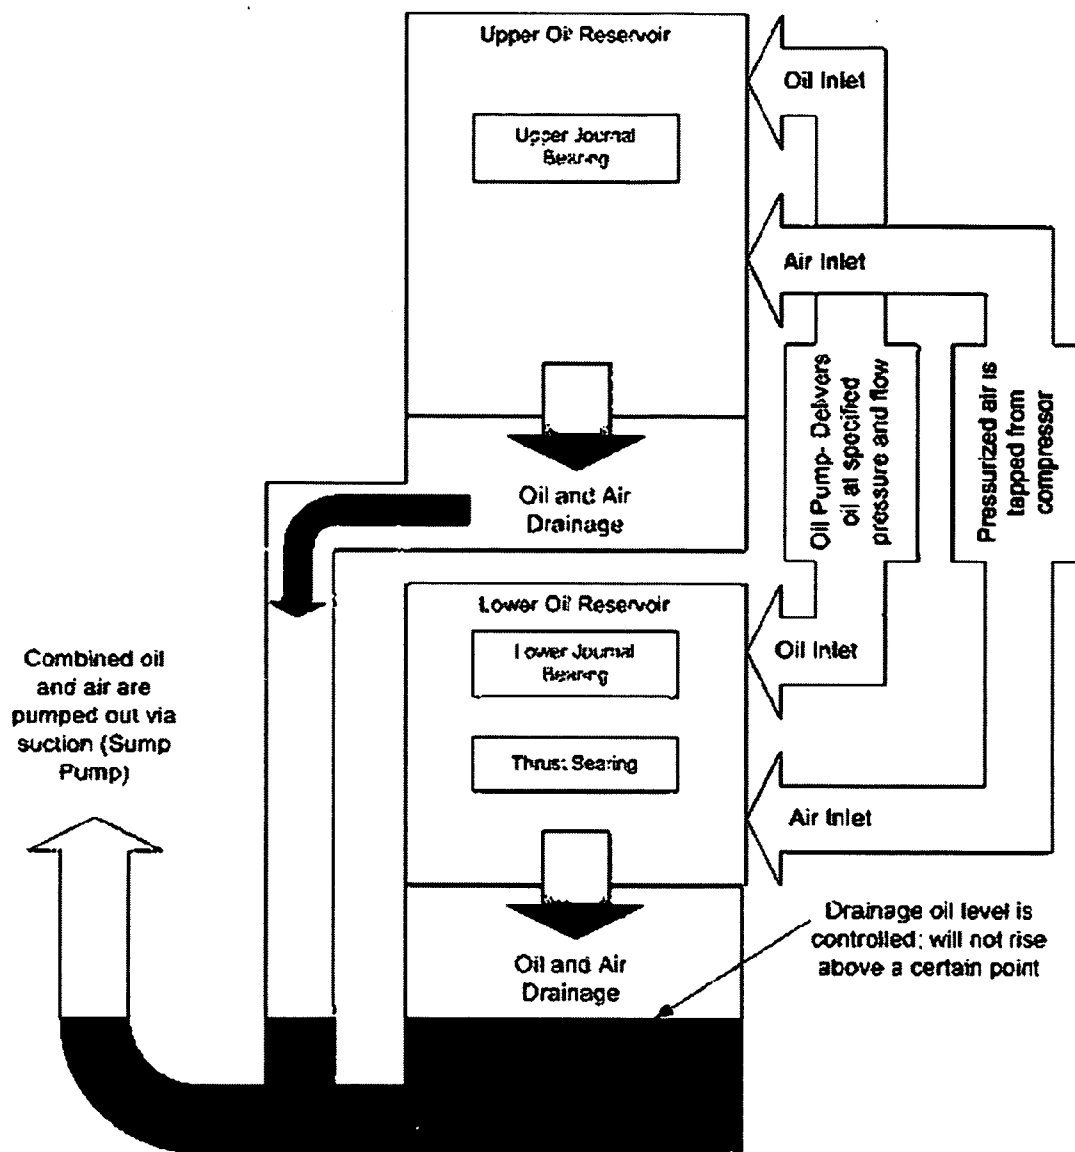 Upper Oil Reservoir
Oil Inlet
Upper Journal
Bearing
Air Inlet
Oil Pump- Delivers
oil at specified
pressure and flow
Pressurized air is
tapped from
compressor
Oil and Air
Drainage
Lower Oil Reservoir
Lower Journal
Bearing
Oil Inlet
Combined oil
and air are
pumped out via
suction (Sump
Pump)
Thrust Bearing
Air Inlet
Drainage oil level is
controlled; will not rise
above a certain point
Oil and Air
Drainage